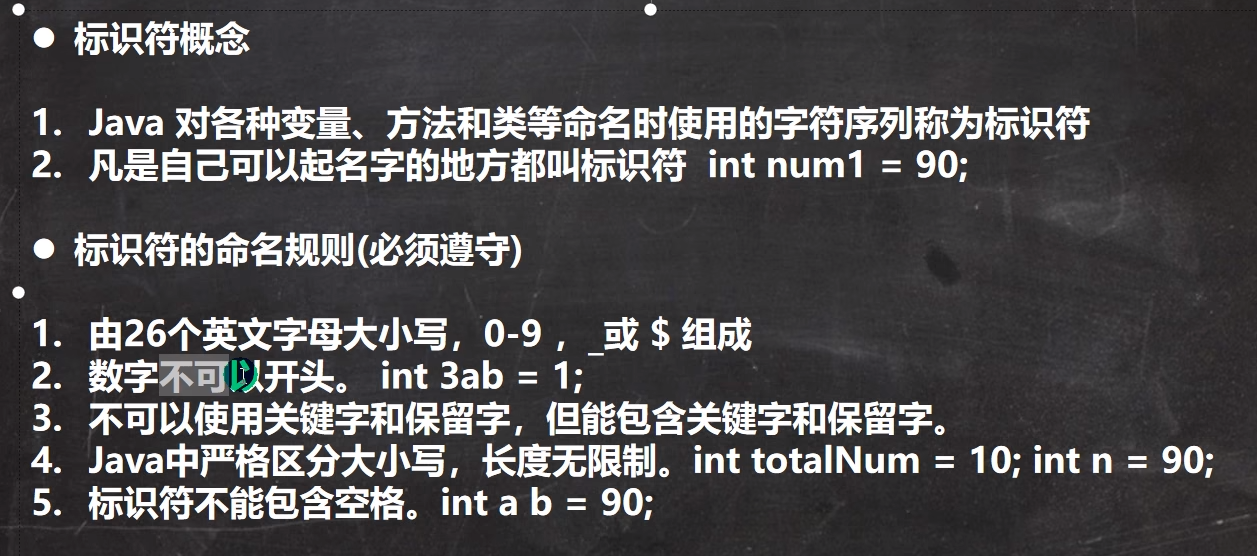 ● 标识符概念
1. Java 对各种变量、方法和类等命名时使用的字符序列称为标识符
2. 凡是自己可以起名字的地方都叫标识符 int num1 = 90;
● 标识符的命名规则(必须遵守)
1. 由26个英文字母大小写，0-9 ，_或 $ 组成
2. 数字不可以开头。 int 3ab = 1;
3. 不可以使用关键字和保留字，但能包含关键字和保留字。
4. Java中严格区分大小写，长度无限制。int totalNum = 10; int n = 90;
5. 标识符不能包含空格。int a b = 90;